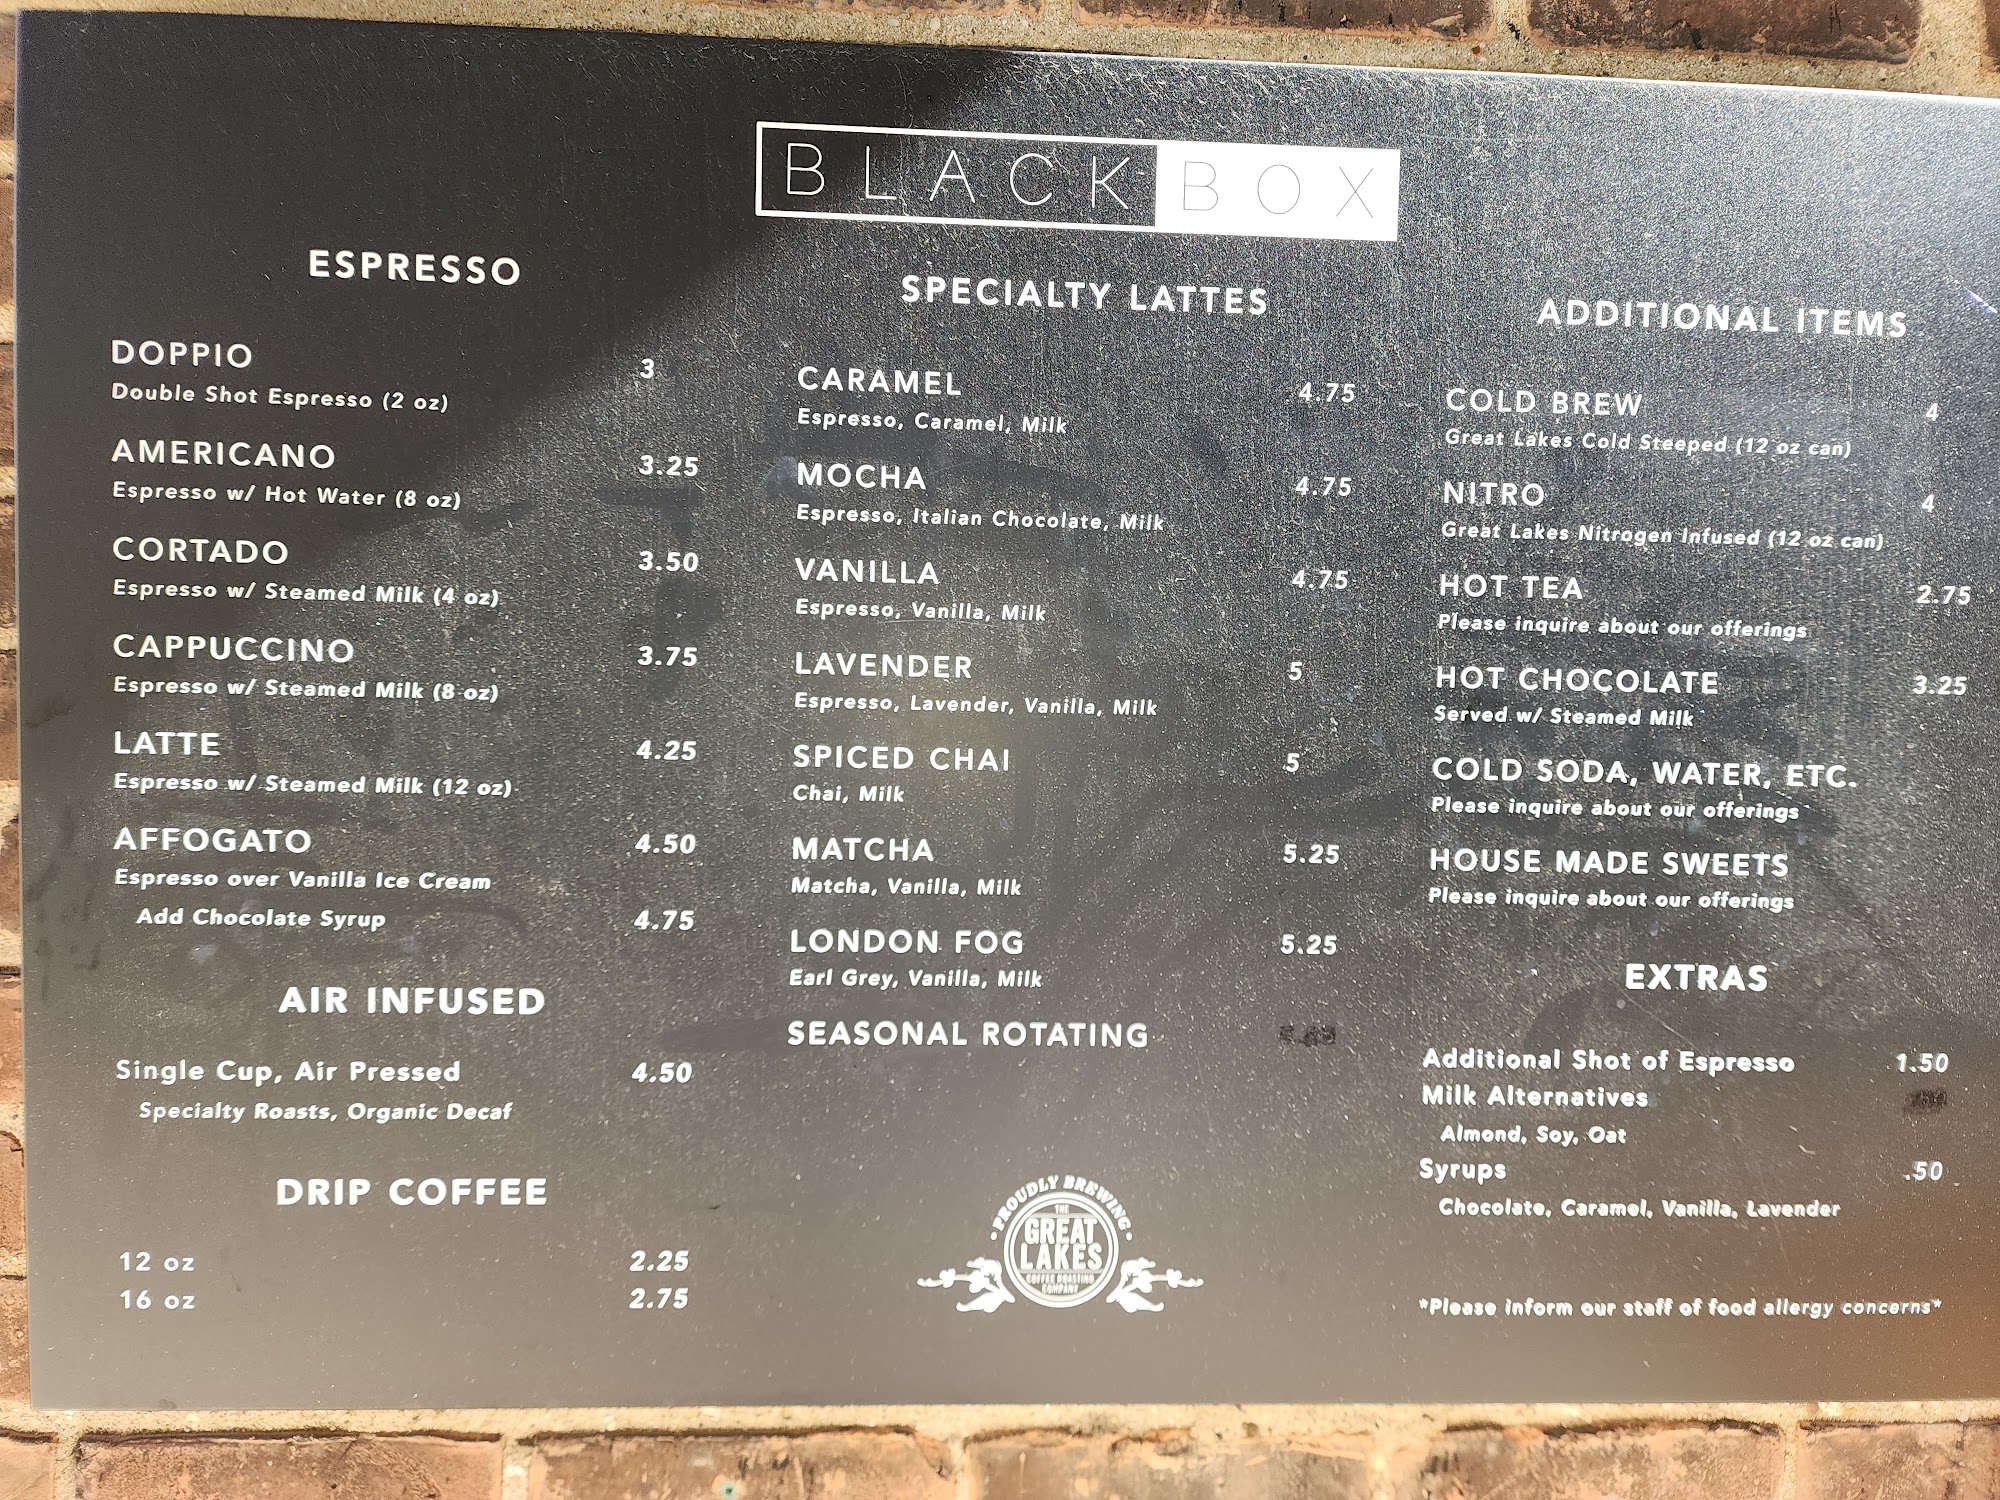 BLACK BOX
ESPRESSO
DOPPIO 3
Double Shot Espresso (2 oz)
AMERICANO 3.25
Espresso w/ Hot Water (8 oz)
CORTADO 3.50
Espresso w/ Steamed Milk (4 oz)
CAPPUCCINO 3.75
Espresso w/ Steamed Milk (8 oz)
LATTE 4.25
Espresso w/ Steamed Milk (12 oz)
AFFOGATO 4.50
Espresso over Vanilla Ice Cream
Add Chocolate Syrup 4.75
AIR INFUSED
Single Cup, Air Pressed 4.50
Specialty Roasts, Organic Decaf
DRIP COFFEE
12 oz 2.25
16 oz 2.75
SPECIALTY LATTES
CARAMEL 4.75
Espresso, Caramel, Milk
MOCHA 4.75
Espresso, Italian Chocolate, Milk
VANILLA 4.75
Espresso, Vanilla, Milk
LAVENDER 5
Espresso, Lavender, Vanilla, Milk
SPICED CHAI 5
Chai, Milk
MATCHA 5.25
Matcha, Vanilla, Milk
LONDON FOG 5.25
Earl Grey, Vanilla, Milk
SEASONAL ROTATING
PROUDLY BREWING
THE
GREAT
LAKES
COFFEE ROASTING
COMPANY
ADDITIONAL ITEMS
COLD BREW 4
Great Lakes Cold Steeped (12 oz can)
NITRO 4
Great Lakes Nitrogen Infused (12 oz can)
HOT TEA 2.75
Please inquire about our offerings
HOT CHOCOLATE 3.25
Served w/ Steamed Milk
COLD SODA, WATER, ETC.
Please inquire about our offerings
HOUSE MADE SWEETS
Please inquire about our offerings
EXTRAS
Additional Shot of Espresso 1.50
Milk Alternatives
Almond, Soy, Oat
Syrups .50
Chocolate, Caramel, Vanilla, Lavender
*Please inform our staff of food allergy concerns*